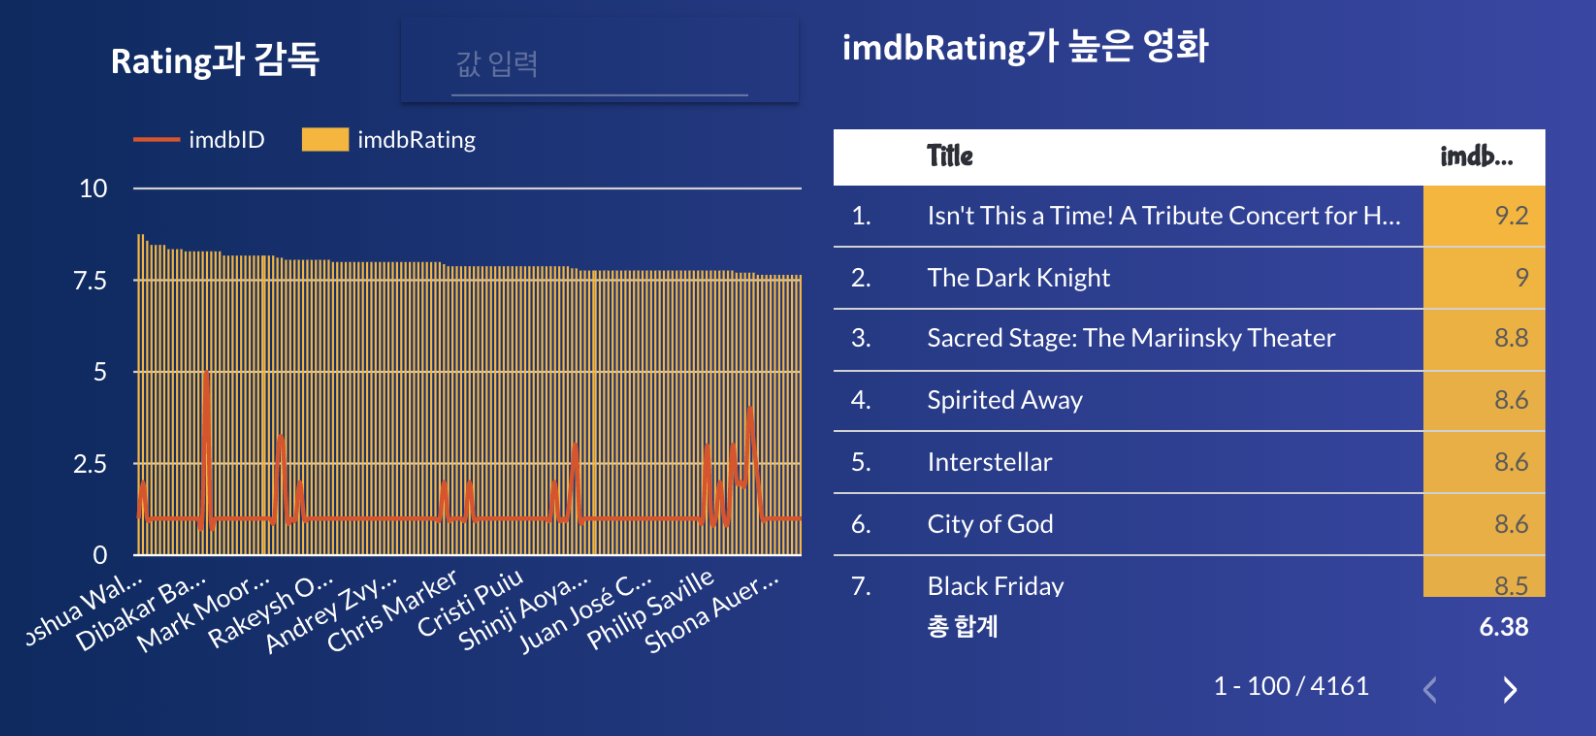 Rating과 감독
값 입력
imdbRating가 높은 영화
imdbID
imdbRating
10
7.5
5
2.5
0
oshua Wal...
Dibakar Ba...
Mark Moor...
Rakeysh O...
Andrey Zvy...
Chris Marker
Cristi Puiu
Shinji Aoya...
Juan José C...
Philip Saville
Shona Auer...
Title imdb...
1. Isn't This a Time! A Tribute Concert for H... 9.2
2. The Dark Knight 9
3. Sacred Stage: The Mariinsky Theater 8.8
4. Spirited Away 8.6
5. Interstellar 8.6
6. City of God 8.6
7. Black Friday 8.5
총 합계 6.38
1 - 100 / 4161